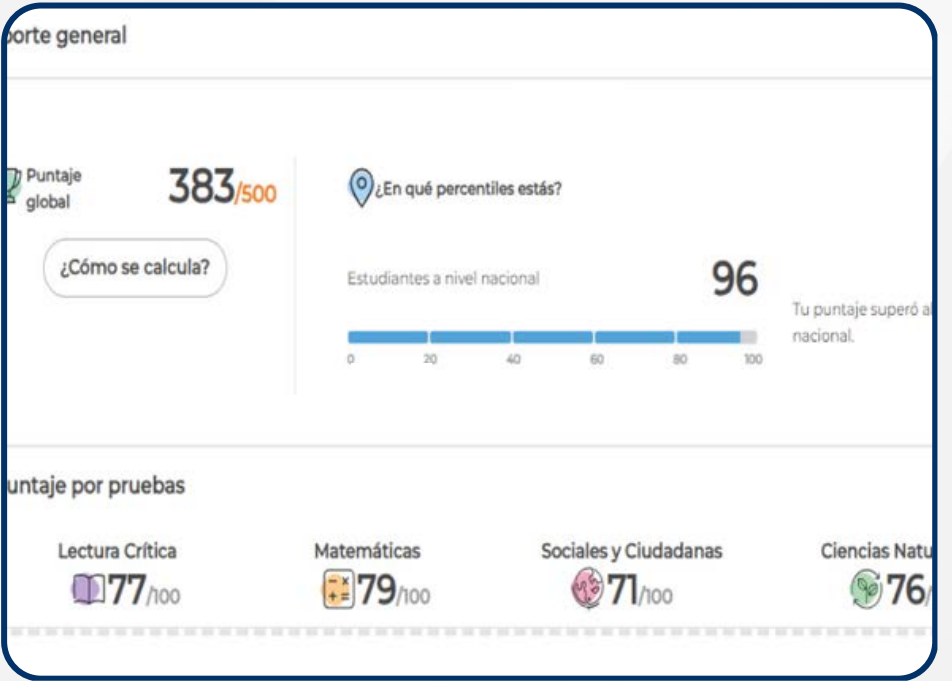 porte general
Puntaje
global
383/500
¿Cómo se calcula?
¿En qué percentiles estás?
Estudiantes a nivel nacional
96
0 20 40 60 80 100
Tu puntaje superó al
nacional.
untaje por pruebas
Lectura Crítica
77/100
Matemáticas
79/100
Sociales y Ciudadanas
71/100
Ciencias Natu
76/